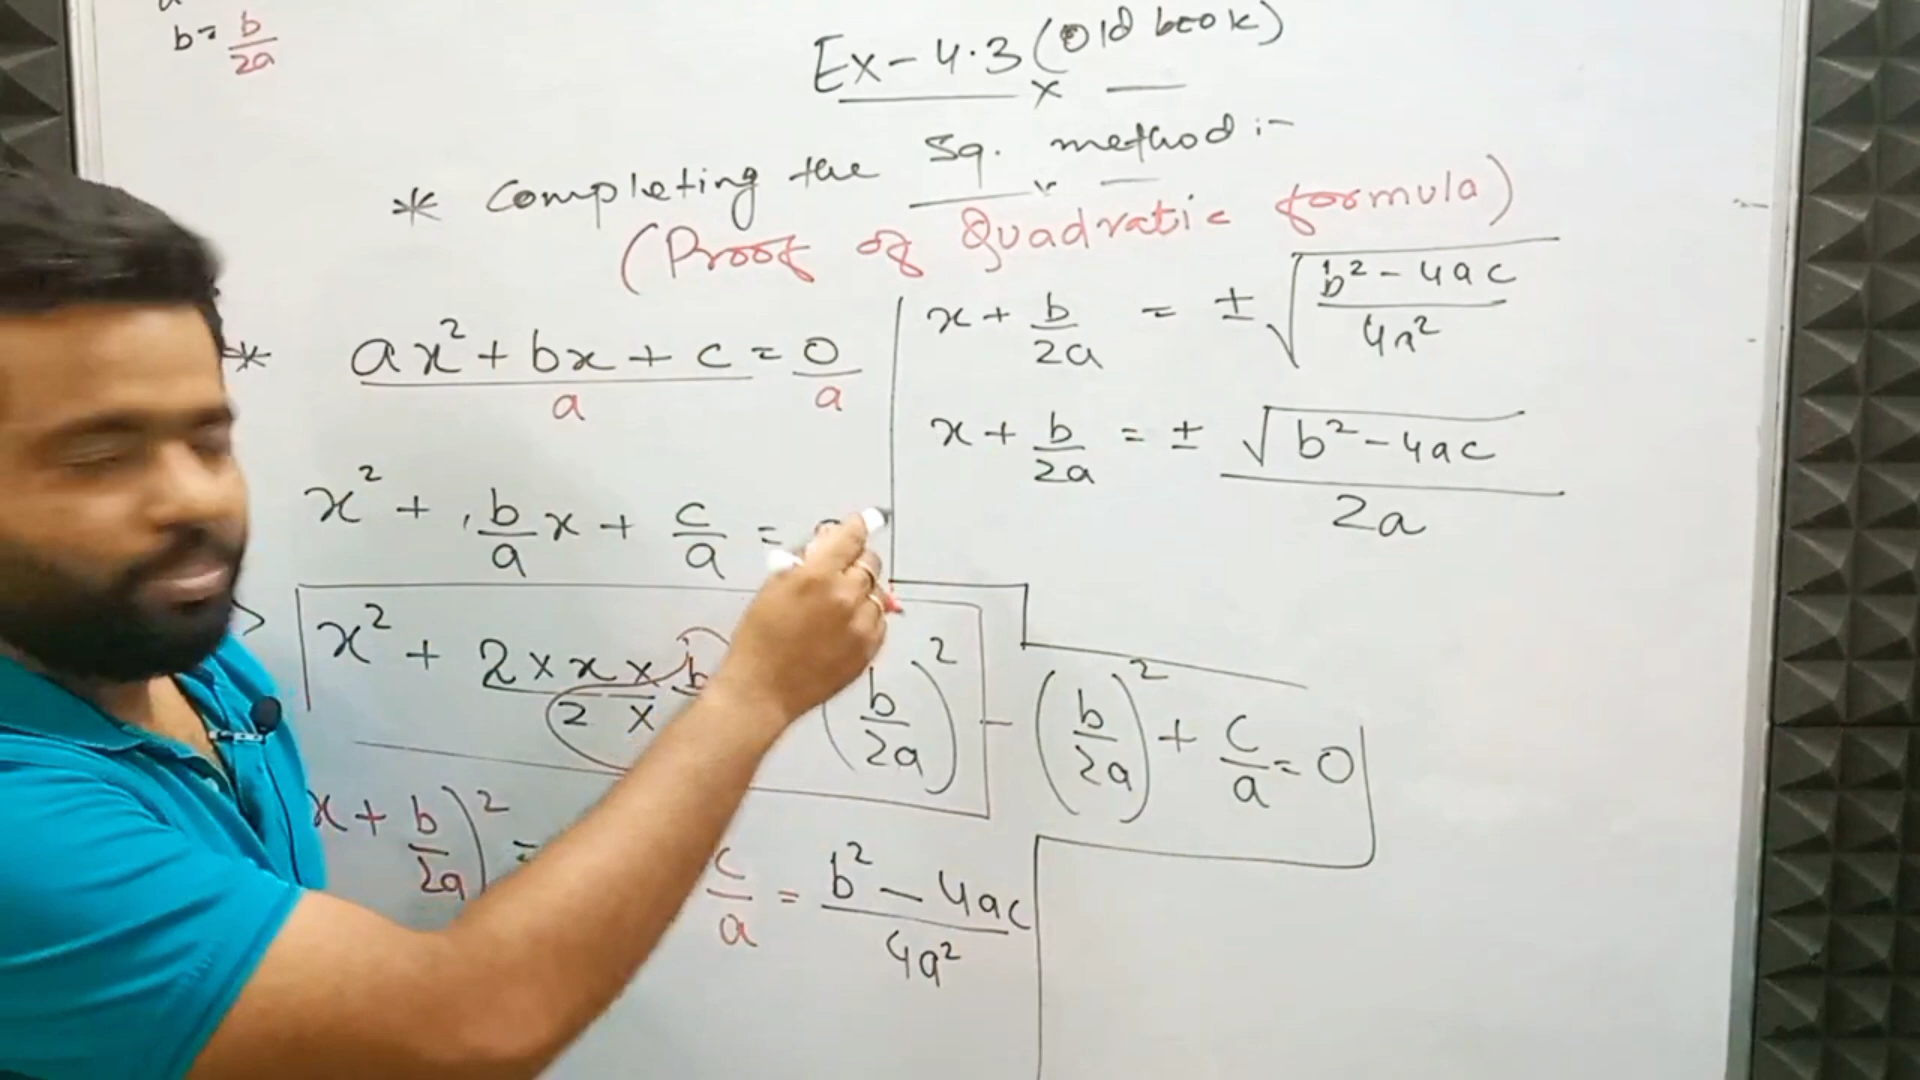 b = b/2a
Ex-4.3 (Old book)
* Completing the Sq. method :-
(Proof of Quadratic formula)
* ax² + bx + c / a = 0 / a
x² + b/a x + c/a =
x² + 2 × x × b / 2 × (b/2a)² - (b/2a)² + c/a = 0
x + b/2a)² = c/a = b² - 4ac / 4a²
x + b/2a = ± √ b² - 4ac / 4a²
x + b/2a = ± √ b² - 4ac / 2a